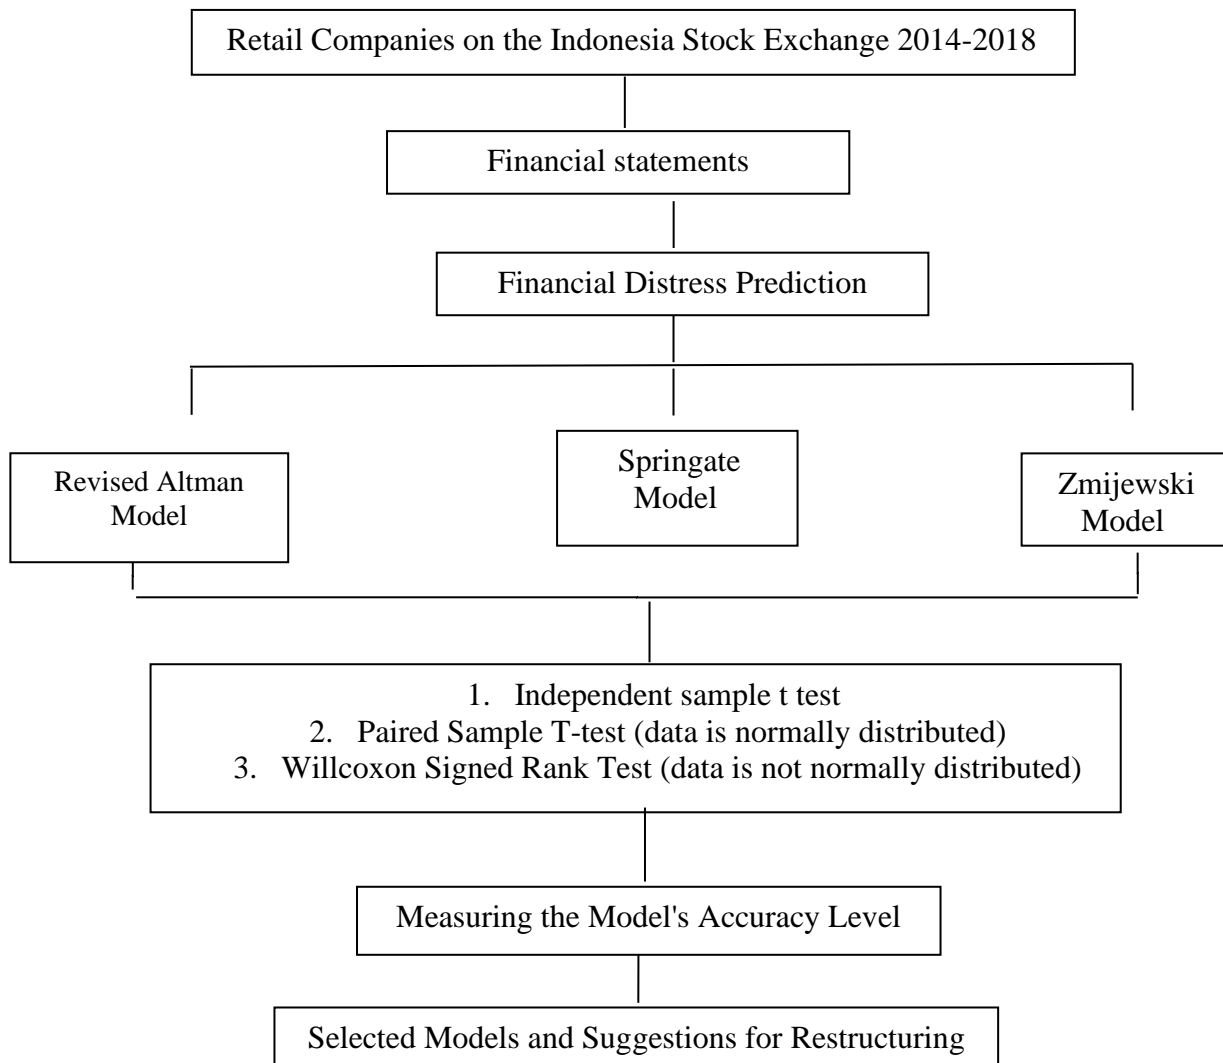 Retail Companies on the Indonesia Stock Exchange 2014-2018
Financial statements
Financial Distress Prediction
Revised Altman
Model
Springate
Model
Zmijewski
Model
1. Independent sample t test
2. Paired Sample T-test (data is normally distributed)
3. Willcoxon Signed Rank Test (data is not normally distributed)
Measuring the Model's Accuracy Level
Selected Models and Suggestions for Restructuring